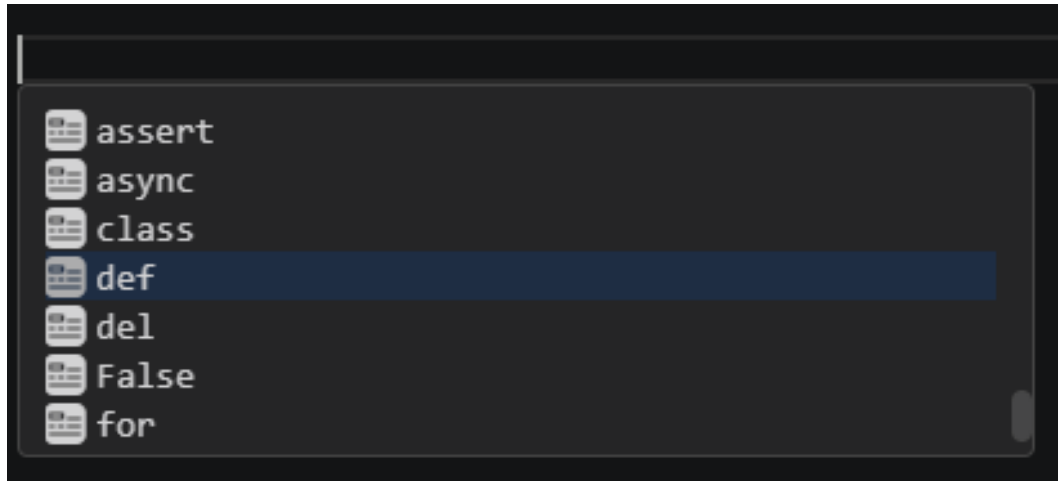 assert
async
class
def
del
False
for